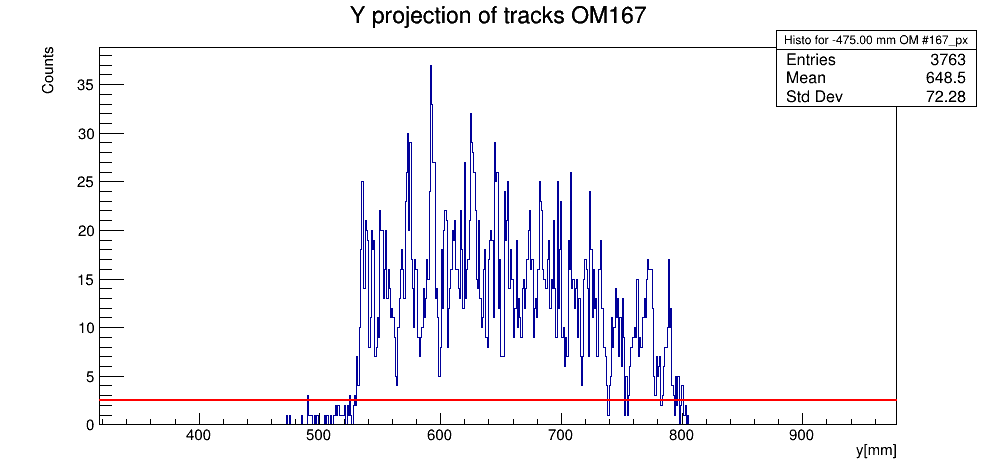 Y projection of tracks OM167
Histo for -475.00 mm OM #167_px
Entries 3763
Mean 648.5
Std Dev 72.28
Counts
35
30
25
20
15
10
5
0
400 500 600 700 800 900
y[mm]